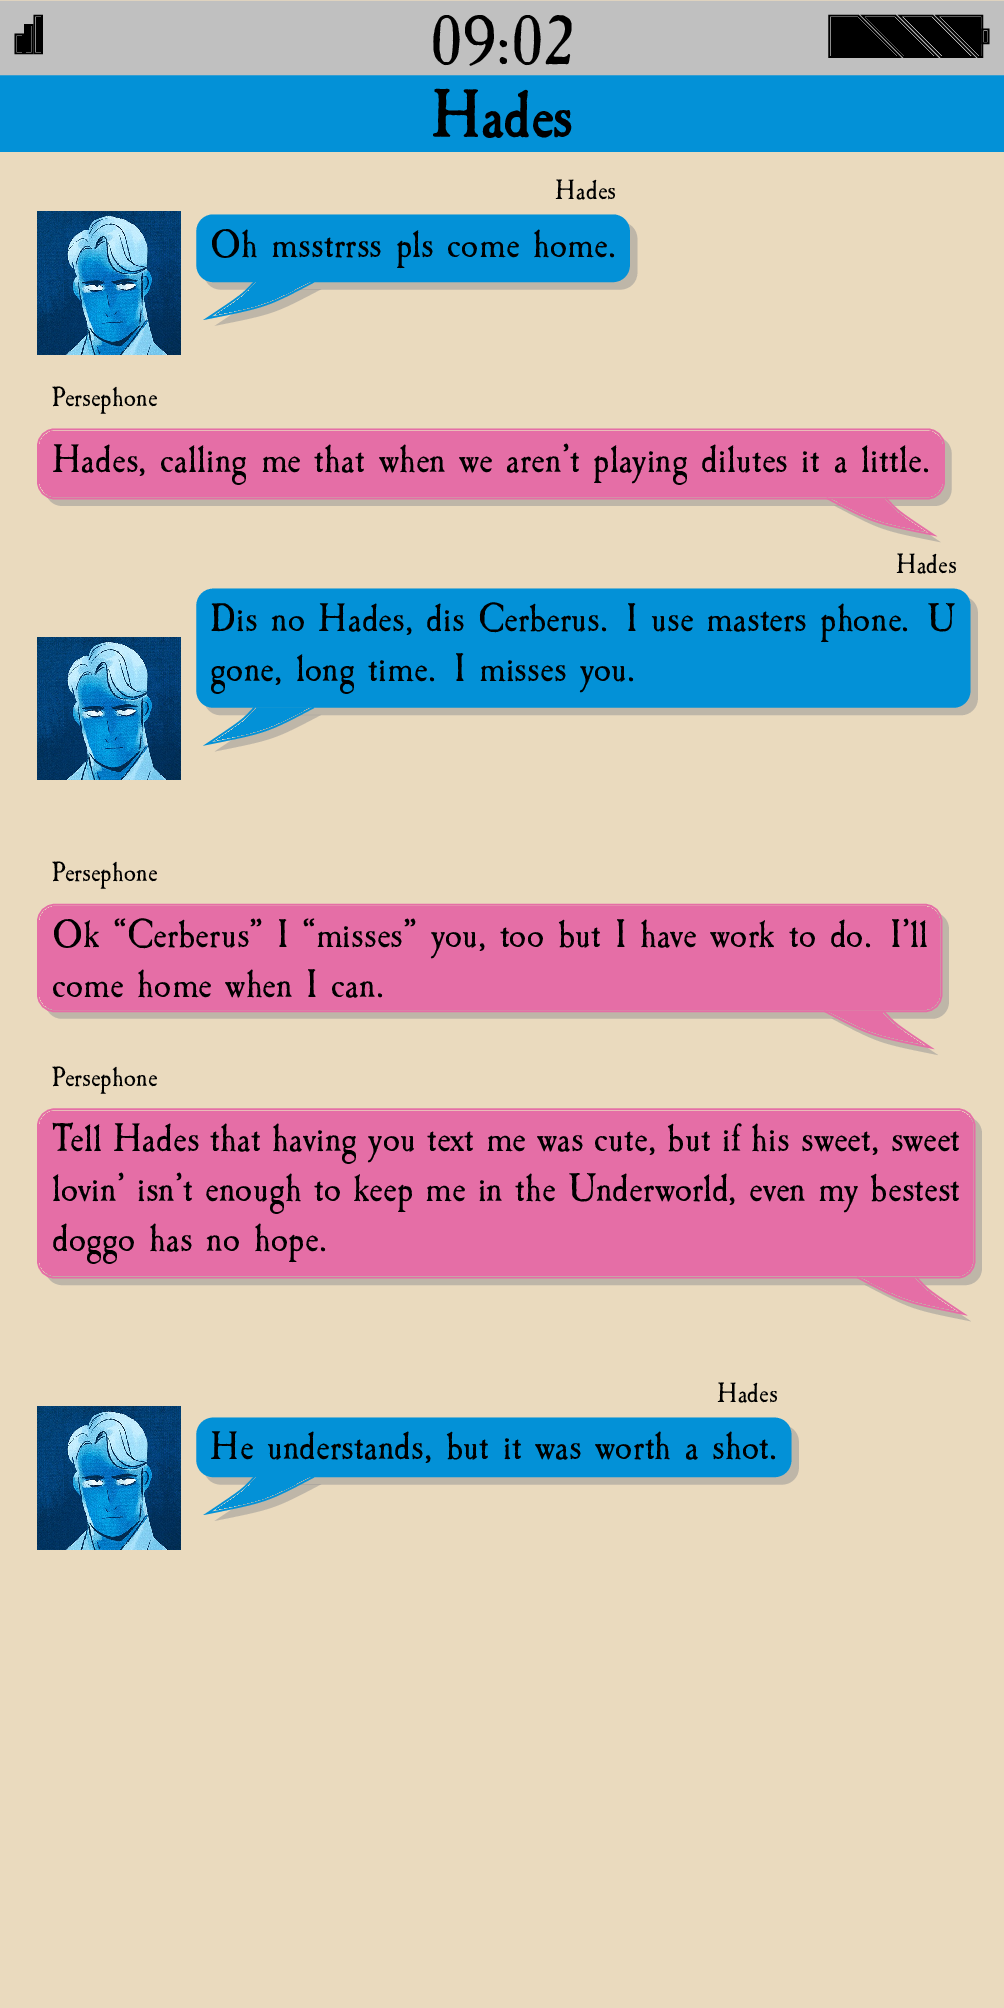 09:02
Hades
Hades
Oh msstrrss pls come home.
Persephone
Hades, calling me that when we aren't playing dilutes it a little.
Hades
Dis no Hades, dis Cerberus. I use masters phone. U
gone, long time. I misses you.
Persephone
Ok “Cerberus” I “misses” you, too but I have work to do. I'll
come home when I can.
Persephone
Tell Hades that having you text me was cute, but if his sweet, sweet
lovin' isn't enough to keep me in the Underworld, even my bestest
doggo has no hope.
Hades
He understands, but it was worth a shot.